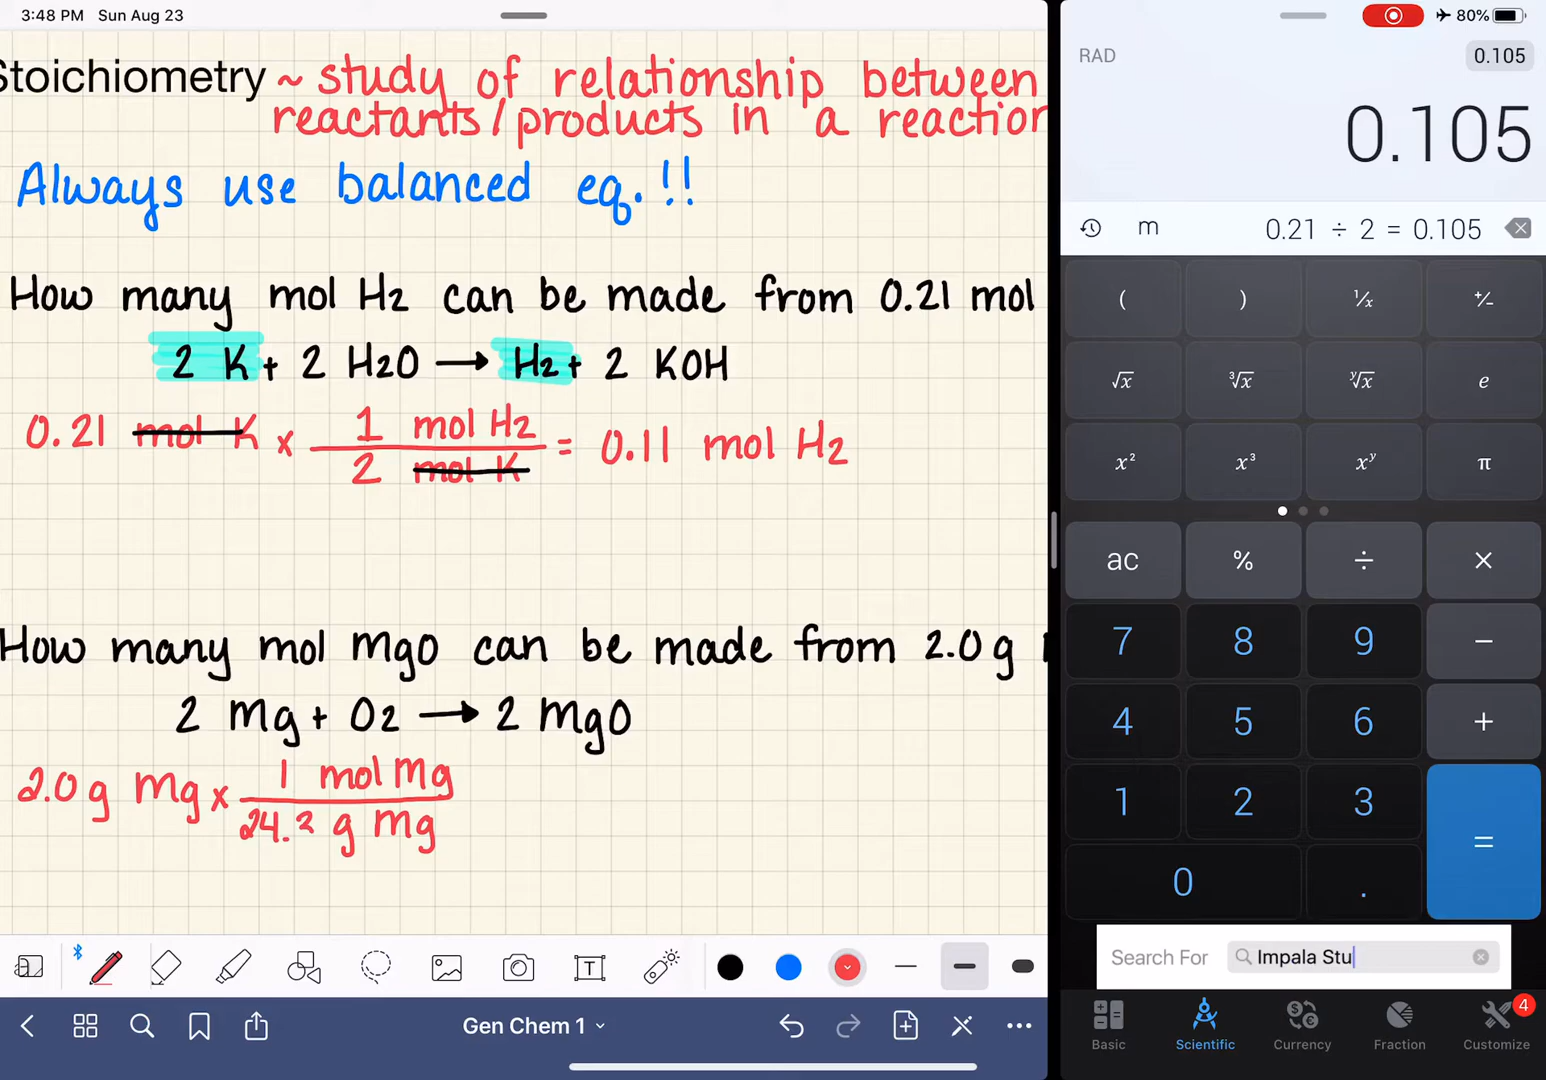 3:48 PM Sun Aug 23
80%
Stoichiometry ~ study of relationship between
reactants/products in a reaction
Always use balanced eq.!!
How many mol H2 can be made from 0.21 mol
2 K + 2 H2O → H2 + 2 KOH
0.21 mol K x 1 mol H2 / 2 mol K = 0.11 mol H2
How many mol MgO can be made from 2.0 g
2 Mg + O2 → 2 MgO
2.0 g Mg x 1 mol Mg / 24.3 g Mg
Gen Chem 1
RAD 0.105
0.105
m 0.21 ÷ 2 = 0.105
( ) 1/x +/-
√x ³√x ʸ√x e
x² x³ xʸ π
ac % ÷ ×
7 8 9 −
4 5 6 +
1 2 3 =
0 .
Search For Impala Stu
4
Basic Scientific Currency Fraction Customize